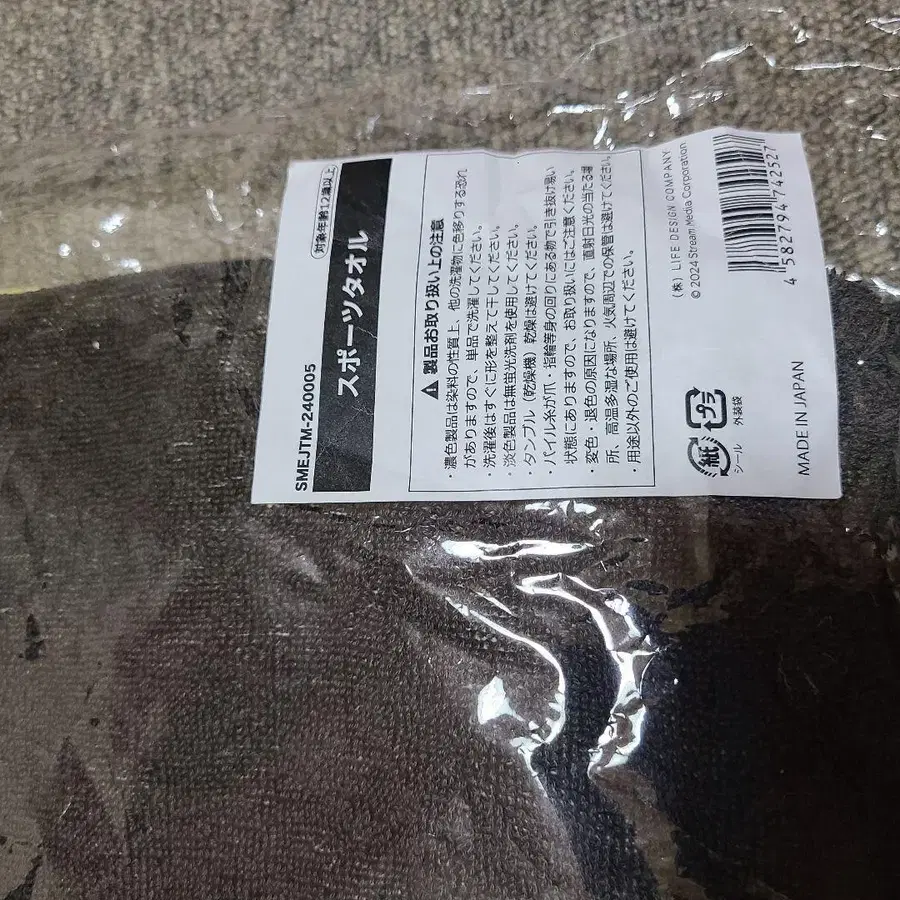 SMEJTM-240005
対象年齢12歳以上
スポーツタオル
製品お取り扱い上の注意
・濃色製品は染料の性質上、他の洗濯物に色移りする恐れ
がありますので、単品で洗濯してください。
・洗濯後はすぐに形を整えて干してください。
・淡色製品は無蛍光洗剤を使用してください。
・タンブル（乾燥機）乾燥は避けてください。
・パイル糸が爪・指輪等身の回りにある物で引き抜け易い
状態にありますので、お取り扱いにはご注意ください。
・変色・退色の原因になりますので、直射日光の当たる場
所、高温多湿な場所、火気周辺での保管は避けてください。
・用途以外のご使用は避けてください。
(株) LIFE DESIGN COMPANY
© 2024 Stream Media Corporation
紙
シール
プラ
外装袋
4 582794 742527
MADE IN JAPAN